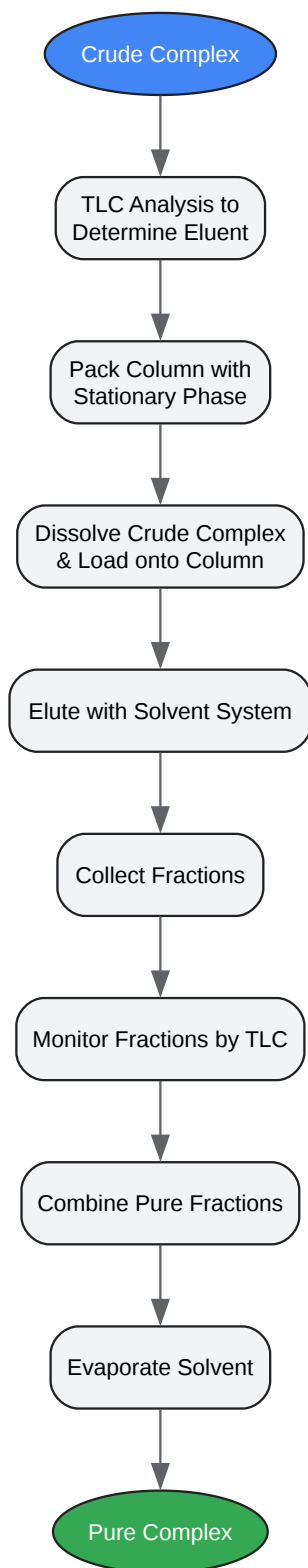 Crude Complex
TLC Analysis to
Determine Eluent
Pack Column with
Stationary Phase
Dissolve Crude Complex
& Load onto Column
Elute with Solvent System
Collect Fractions
Monitor Fractions by TLC
Combine Pure Fractions
Evaporate Solvent
Pure Complex